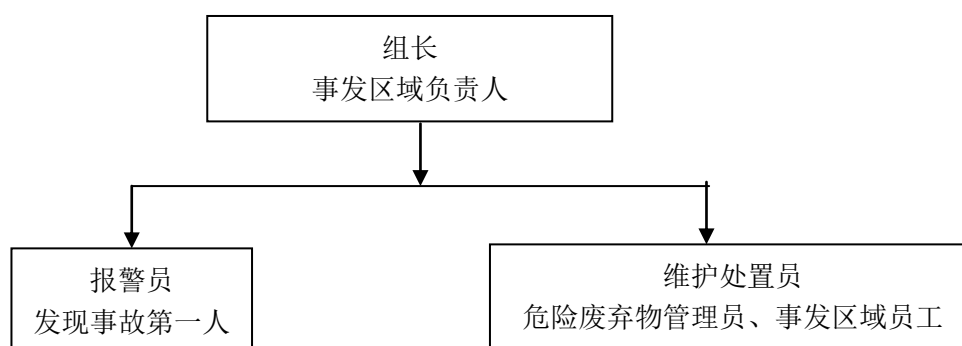 组长
事发区域负责人
报警员
发现事故第一人
维护处置员
危险废弃物管理员、事发区域员工